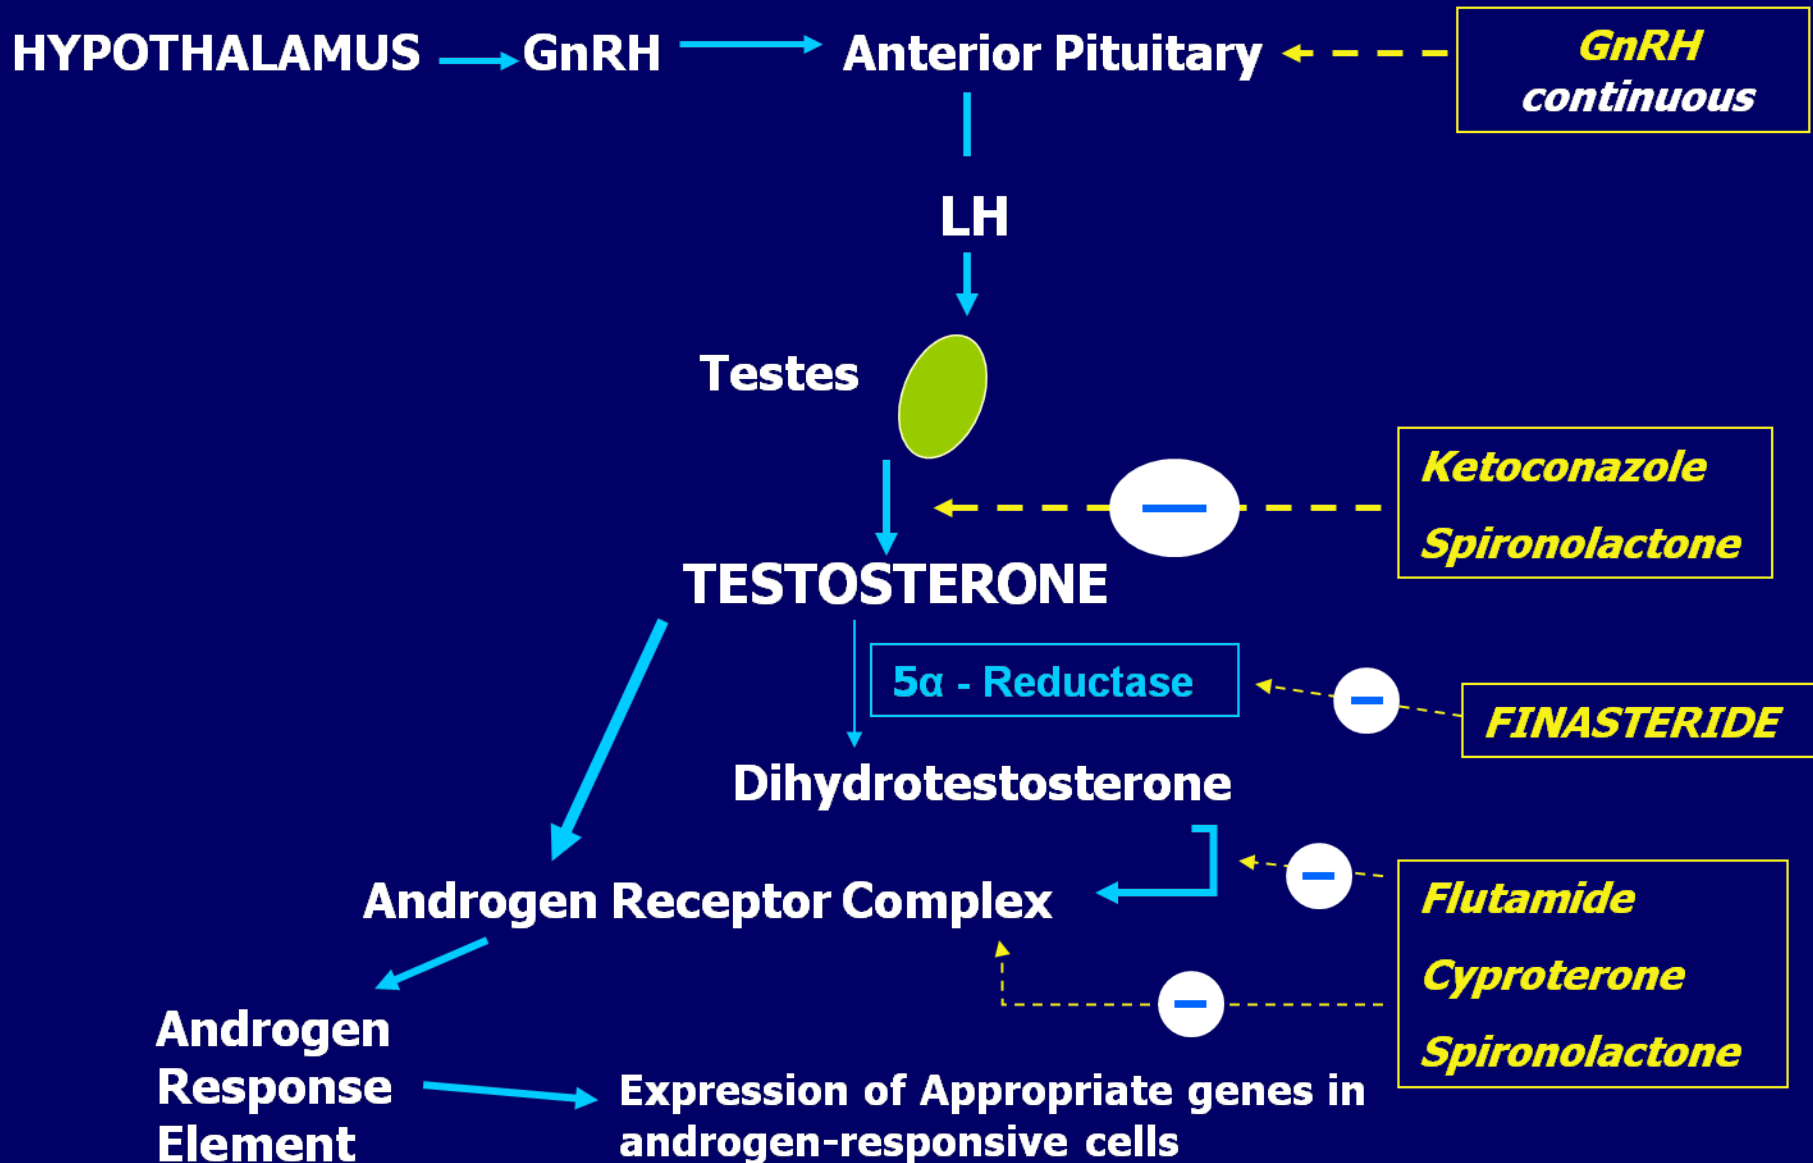 HYPOTHALAMUS
GnRH
Anterior Pituitary
GnRH
continuous
LH
Testes
Ketoconazole
Spironolactone
TESTOSTERONE
5α - Reductase
FINASTERIDE
Dihydrotestosterone
Androgen Receptor Complex
Flutamide
Cyproterone
Spironolactone
Androgen
Response
Element
Expression of Appropriate genes in
androgen-responsive cells